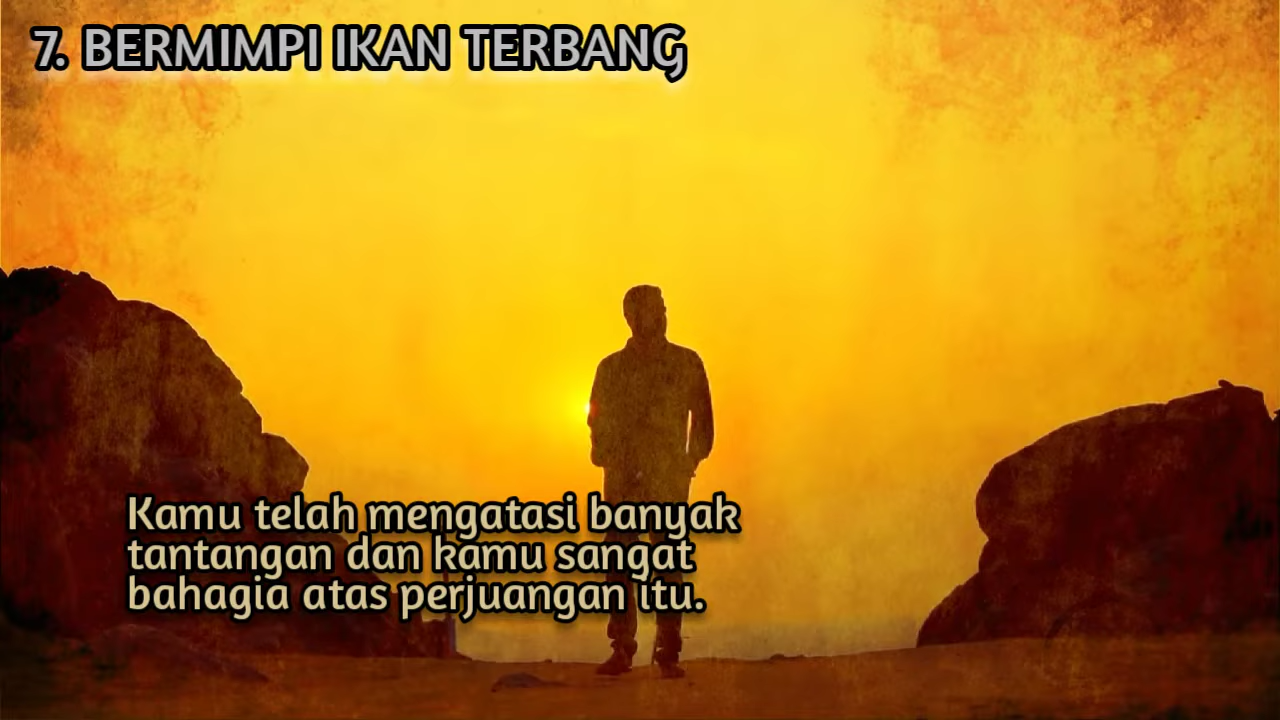 7. BERMIMPI IKAN TERBANG
Kamu telah mengatasi banyak
tantangan dan kamu sangat
bahagia atas perjuangan itu.